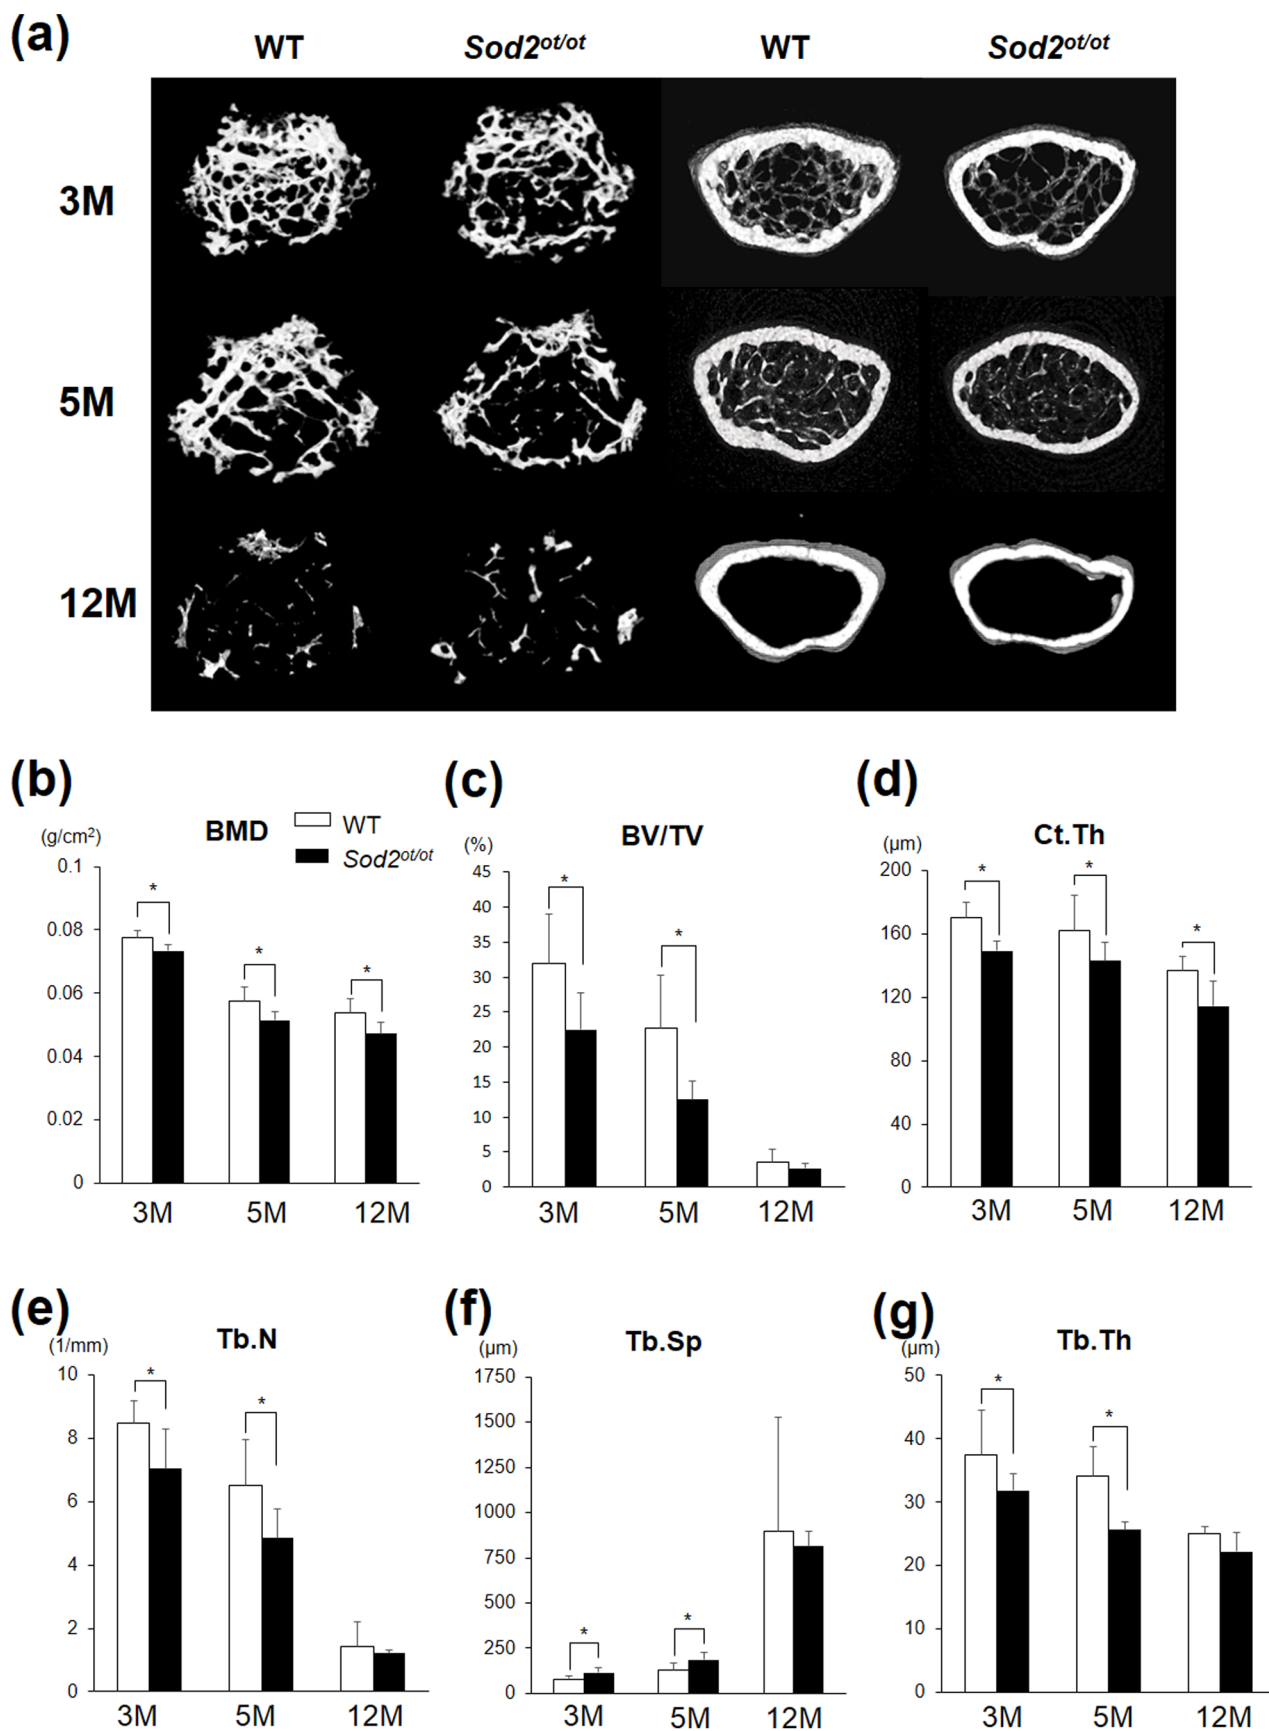 (a)
WT Sod2ot/ot WT Sod2ot/ot
3M
5M
12M
(b) (c) (d)
BMD
WT
Sod2ot/ot
(g/cm2)
0.1
0.08
0.06
0.04
0.02
0
* * *
3M 5M 12M
BV/TV
(%)
45
40
35
30
25
20
15
10
5
0
* *
3M 5M 12M
Ct.Th
(μm)
200
160
120
80
40
0
* * *
3M 5M 12M
(e) (f) (g)
Tb.N
(1/mm)
10
8
6
4
2
0
* *
3M 5M 12M
Tb.Sp
(μm)
1750
1500
1250
1000
750
500
250
0
* *
3M 5M 12M
Tb.Th
(μm)
50
40
30
20
10
0
* *
3M 5M 12M